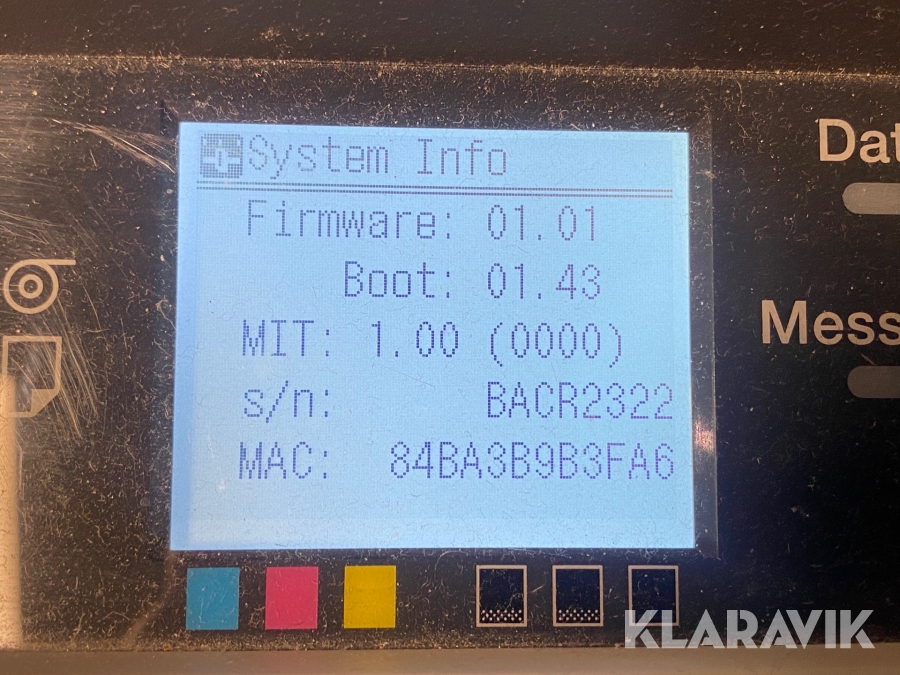 System Info
Firmware: 01.01
Boot: 01.43
MIT: 1.00 (0000)
s/n: BACR2322
MAC: 84BA3B9B3FA6
Dat
Mess
KLARAVIK